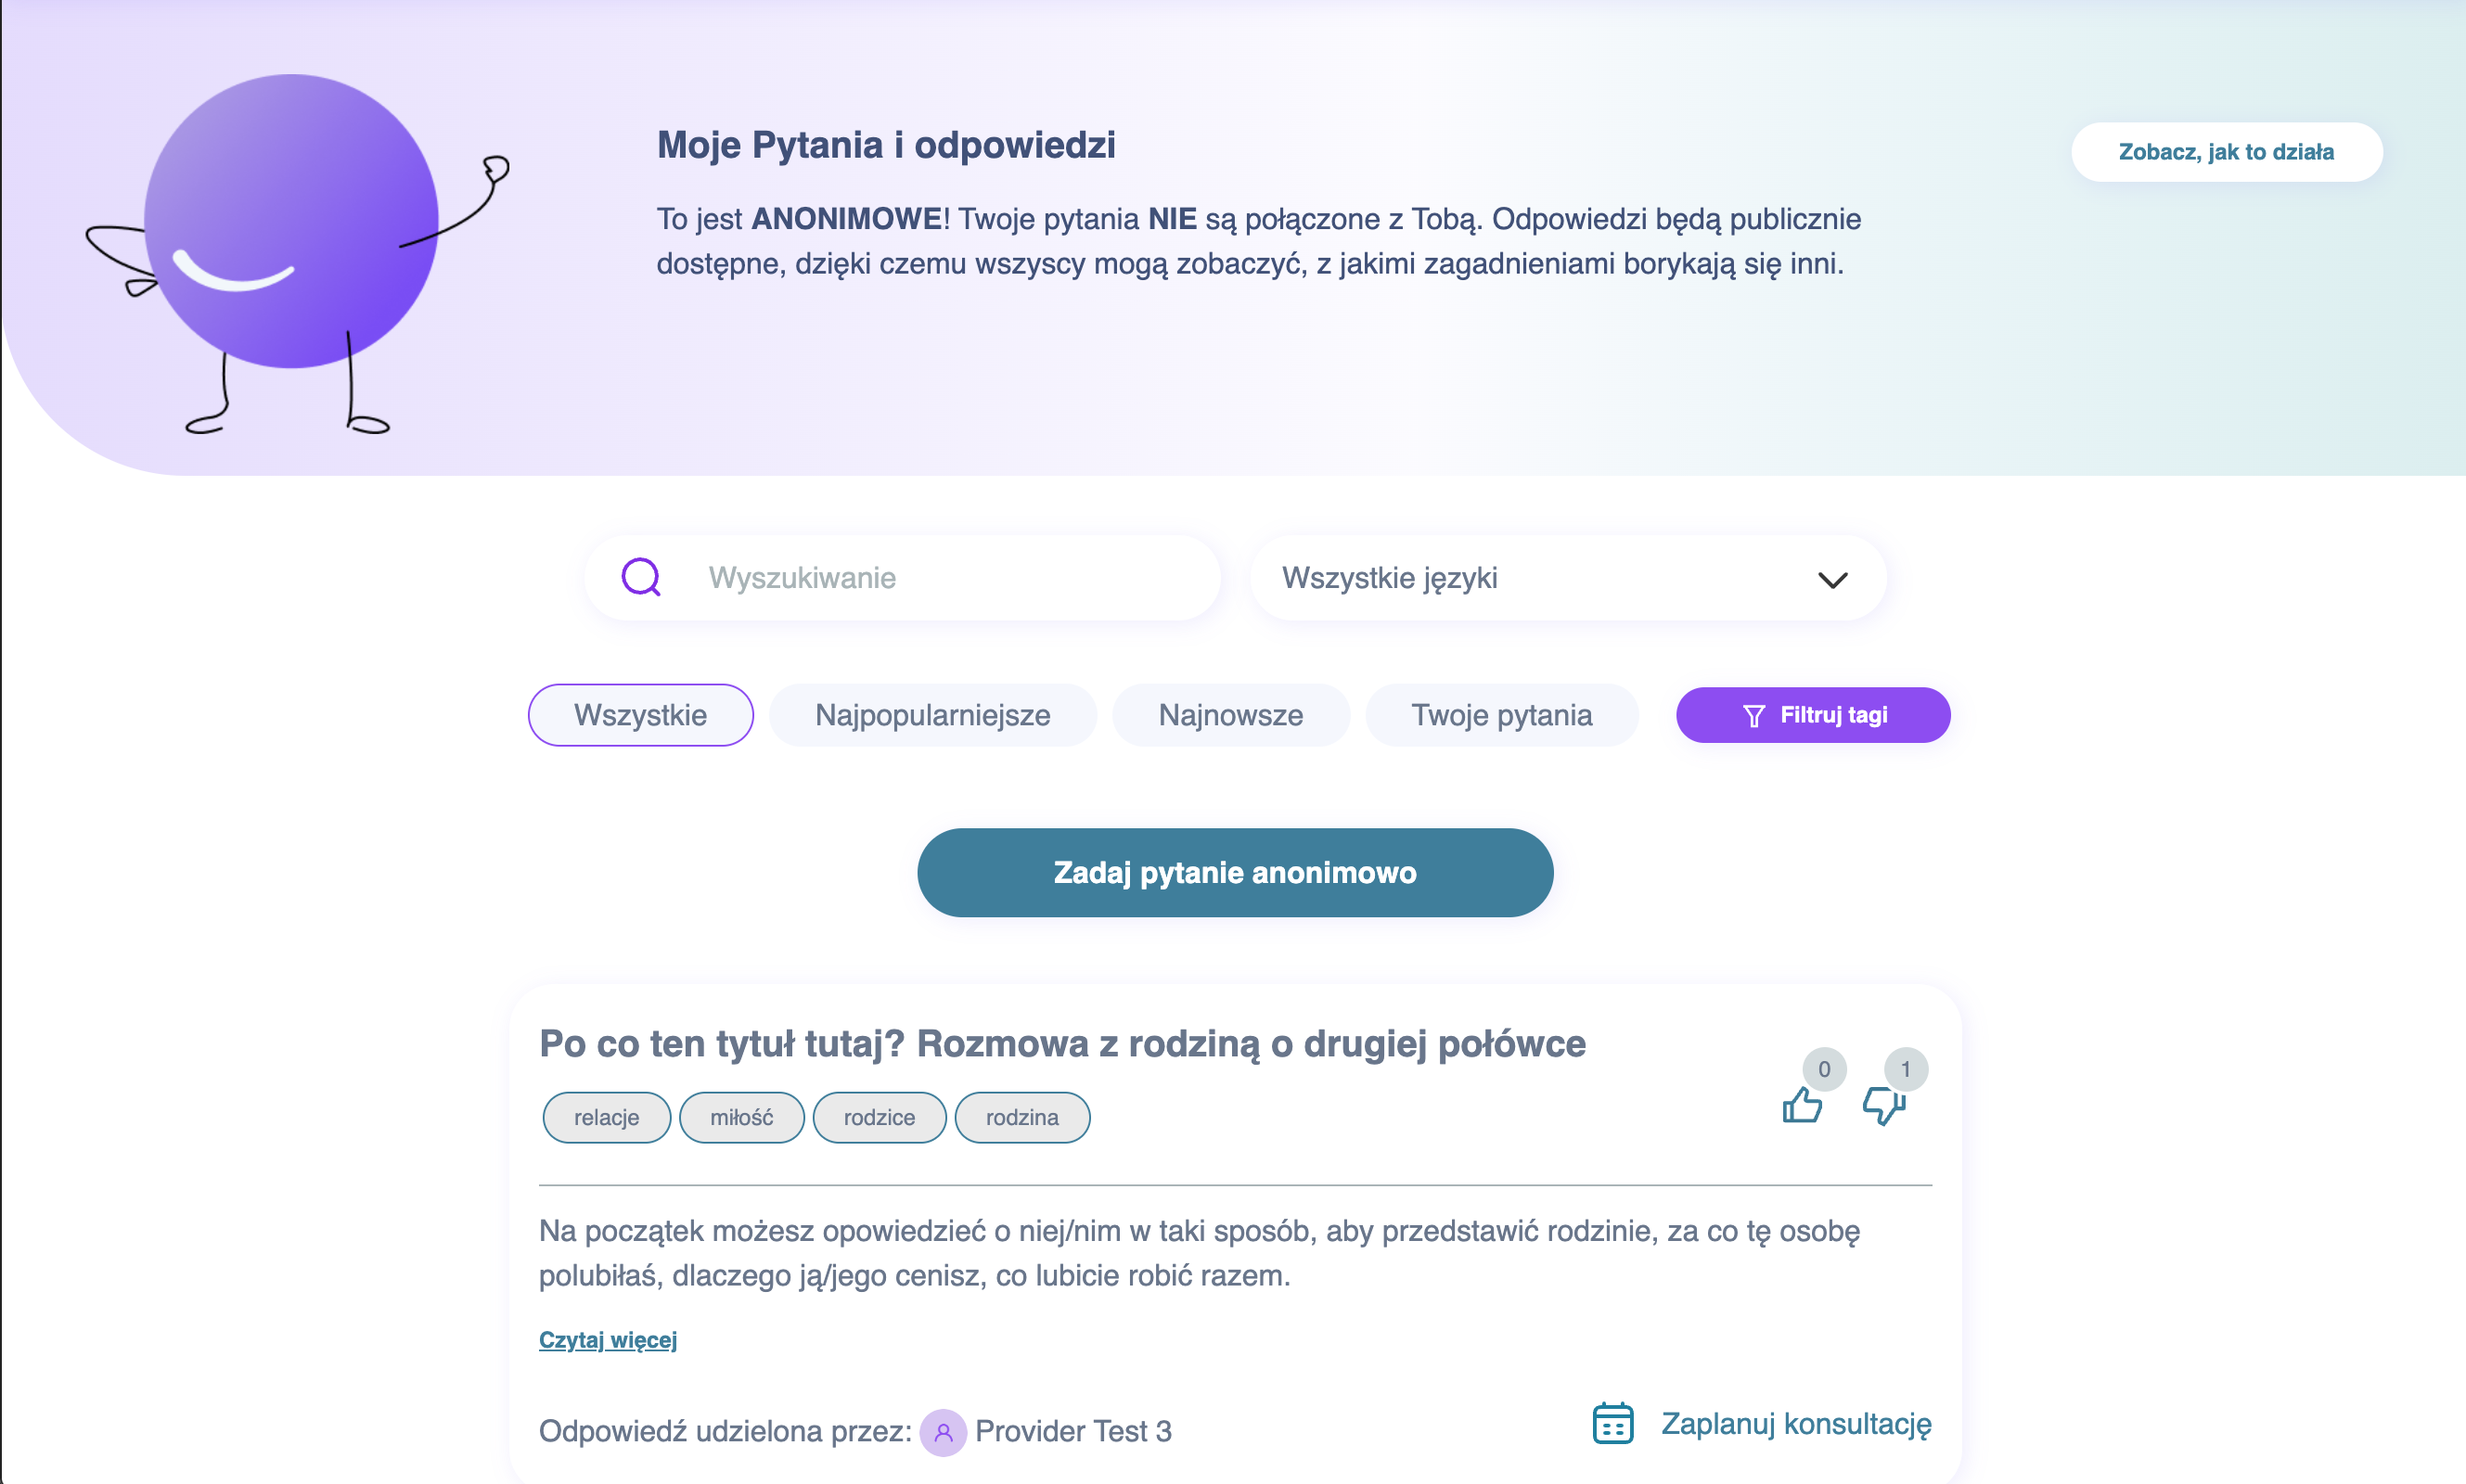 Moje Pytania i odpowiedzi
Zobacz, jak to działa
To jest ANONIMOWE! Twoje pytania NIE są połączone z Tobą. Odpowiedzi będą publicznie
dostępne, dzięki czemu wszyscy mogą zobaczyć, z jakimi zagadnieniami borykają się inni.
Wyszukiwanie
Wszystkie języki
Wszystkie
Najpopularniejsze
Najnowsze
Twoje pytania
Filtruj tagi
Zadaj pytanie anonimowo
Po co ten tytuł tutaj? Rozmowa z rodziną o drugiej połówce
0
1
relacje
miłość
rodzice
rodzina
Na początek możesz opowiedzieć o niej/nim w taki sposób, aby przedstawić rodzinie, za co tę osobę
polubiłaś, dlaczego ją/jego cenisz, co lubicie robić razem.
Czytaj więcej
Odpowiedź udzielona przez: Provider Test 3
Zaplanuj konsultację